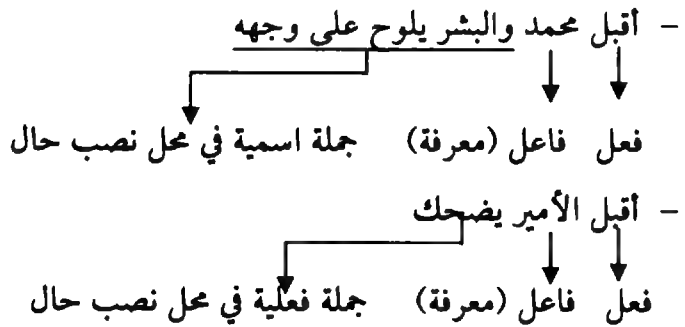 - أقبل محمد والبشر يلوح على وجهه
فعل فاعل (معرفة) جملة اسمية في محل نصب حال
- أقبل الأمير يضحك
فعل فاعل (معرفة) جملة فعلية في محل نصب حال